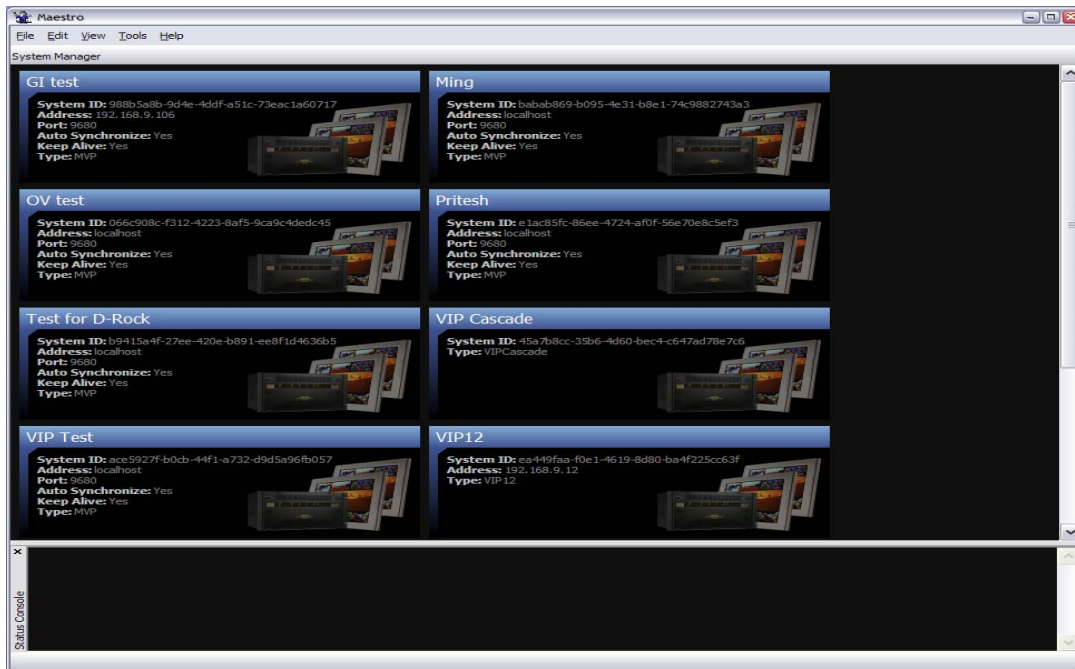 Maestro
File Edit View Tools Help
System Manager
GI test
System ID: 988b5a8b-9d4e-4ddf-a51c-73eac1a60717
Address: 192.168.9.106
Port: 9680
Auto Synchronize: Yes
Keep Alive: Yes
Type: MVP
Ming
System ID: babab869-b095-4e31-b8e1-74c9882743a3
Address: localhost
Port: 9680
Auto Synchronize: Yes
Keep Alive: Yes
Type: MVP
OV test
System ID: 066c908c-f312-4223-8af5-9ca9c4dedc45
Address: localhost
Port: 9680
Auto Synchronize: Yes
Keep Alive: Yes
Type: MVP
Pritesh
System ID: e1ac85fc-86ee-4724-af0f-56e70e8c5ef3
Address: localhost
Port: 9680
Auto Synchronize: Yes
Keep Alive: Yes
Type: MVP
Test for D-Rock
System ID: b9415a4f-27ee-420e-b891-ee8f1d4636b5
Address: localhost
Port: 9680
Auto Synchronize: Yes
Keep Alive: Yes
Type: MVP
VIP Cascade
System ID: 45a7b8cc-35b6-4d60-bec4-c647ad78e7c6
Type: VIPCascade
VIP Test
System ID: ace5927f-b0cb-44f1-a732-d9d5a96fb057
Address: localhost
Port: 9680
Auto Synchronize: Yes
Keep Alive: Yes
Type: MVP
VIP12
System ID: ea449faa-f0e1-4619-8d80-ba4f225cc63f
Address: 192.168.9.12
Type: VIP12
Status Console